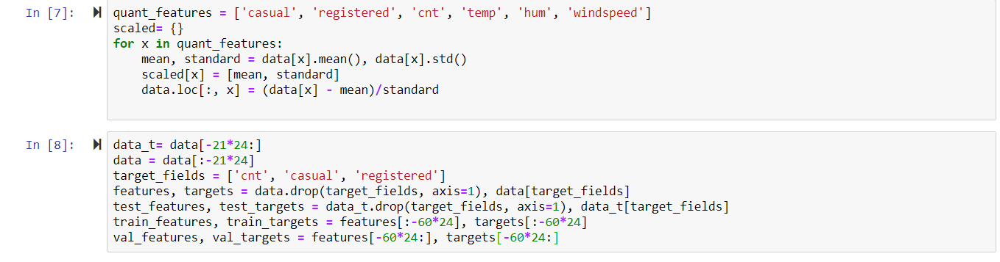 In [7]:
quant_features = ['casual', 'registered', 'cnt', 'temp', 'hum', 'windspeed']
scaled= {}
for x in quant_features:
    mean, standard = data[x].mean(), data[x].std()
    scaled[x] = [mean, standard]
    data.loc[:, x] = (data[x] - mean)/standard
In [8]:
data_t= data[-21*24:]
data = data[:-21*24]
target_fields = ['cnt', 'casual', 'registered']
features, targets = data.drop(target_fields, axis=1), data[target_fields]
test_features, test_targets = data_t.drop(target_fields, axis=1), data_t[target_fields]
train_features, train_targets = features[:-60*24], targets[:-60*24]
val_features, val_targets = features[-60*24:], targets[-60*24:]